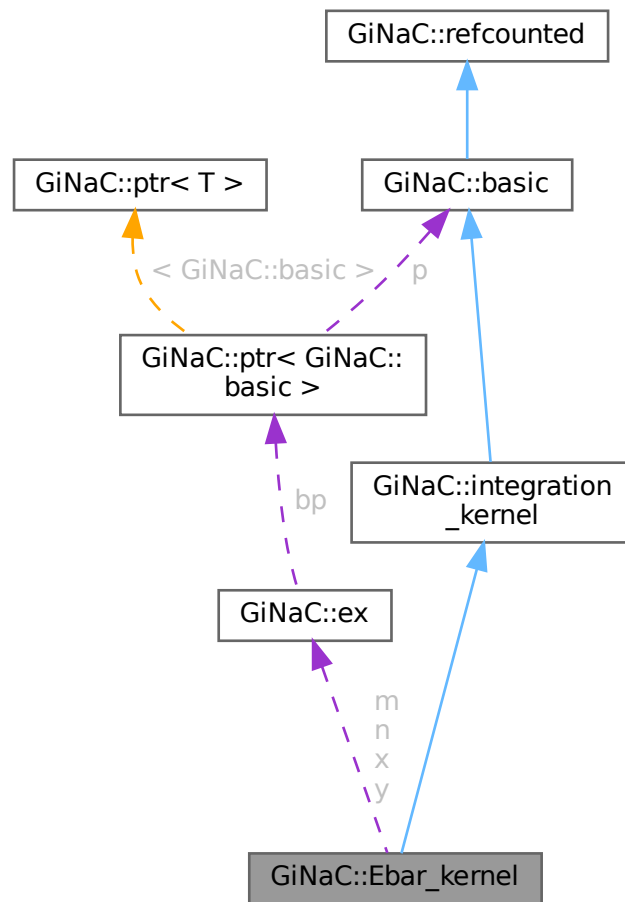 GiNaC::refcounted
GiNaC::ptr< T >
GiNaC::basic
< GiNaC::basic >
p
GiNaC::ptr< GiNaC::
basic >
GiNaC::integration
_kernel
bp
GiNaC::ex
m
n
x
y
GiNaC::Ebar_kernel